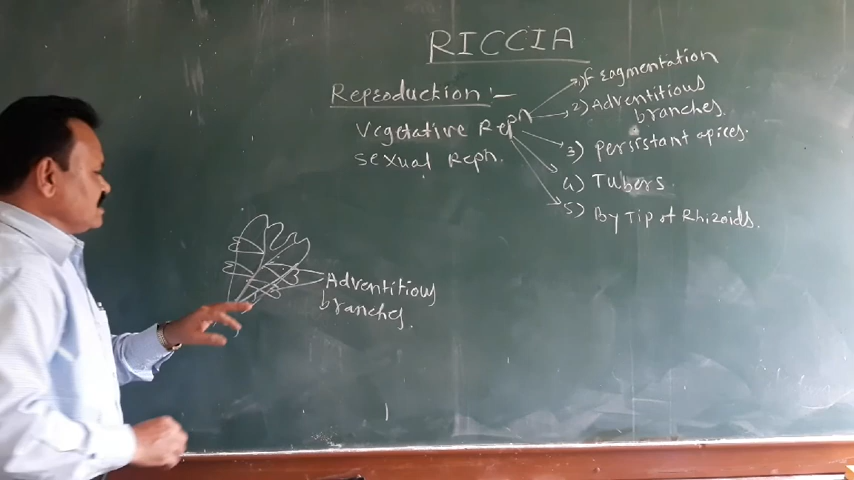 RICCIA
Reproduction:-
Vegetative Repn
Sexual Repn.
1) Fragmentation
2) Adventitious
branches.
3) Persistant apices.
4) Tubers.
5) By Tip of Rhizoids.
Adventitious
branches.